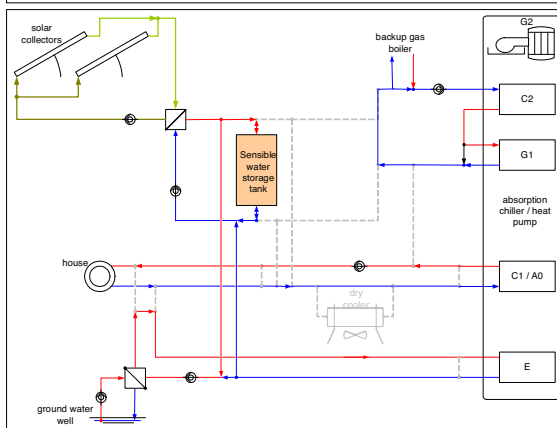 solar
collectors
backup gas
boiler
G2
C2
G1
Sensible
water
storage
tank
absorption
chiller / heat
pump
house
C1 / A0
dry
cooler
E
ground water
well